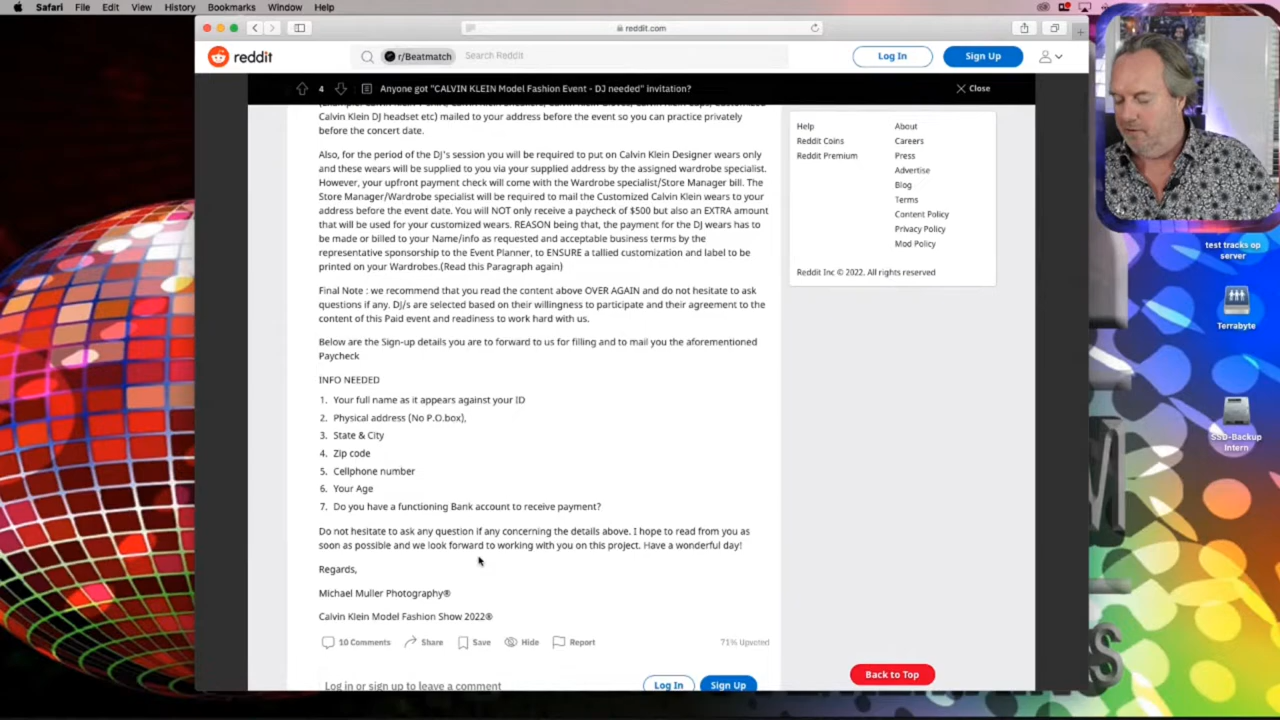 Safari File Edit View History Bookmarks Window Help
reddit.com
reddit r/Beatmatch Search Reddit Log In Sign Up
4 Anyone got "CALVIN KLEIN Model Fashion Event - DJ needed" invitation? Close
Calvin Klein DJ headset etc) mailed to your address before the event so you can practice privately
before the concert date.
Also, for the period of the DJ's session you will be required to put on Calvin Klein Designer wears only
and these wears will be supplied to you via your supplied address by the assigned wardrobe specialist.
However, your upfront payment check will come with the Wardrobe specialist/Store Manager bill. The
Store Manager/Wardrobe specialist will be required to mail the Customized Calvin Klein wears to your
address before the event date. You will NOT only receive a paycheck of $500 but also an EXTRA amount
that will be used for your customized wears. REASON being that, the payment for the DJ wears has to
be made or billed to your Name/info as requested and acceptable business terms by the
representative sponsorship to the Event Planner, to ENSURE a tallied customization and label to be
printed on your Wardrobes.(Read this Paragraph again)
Final Note : we recommend that you read the content above OVER AGAIN and do not hesitate to ask
questions if any. DJ/s are selected based on their willingness to participate and their agreement to the
content of this Paid event and readiness to work hard with us.
Below are the Sign-up details you are to forward to us for filling and to mail you the aforementioned
Paycheck
INFO NEEDED
1. Your full name as it appears against your ID
2. Physical address (No P.O.box),
3. State & City
4. Zip code
5. Cellphone number
6. Your Age
7. Do you have a functioning Bank account to receive payment?
Do not hesitate to ask any question if any concerning the details above. I hope to read from you as
soon as possible and we look forward to working with you on this project. Have a wonderful day!
Regards,
Michael Muller Photography®
Calvin Klein Model Fashion Show 2022®
10 Comments Share Save Hide Report 71% Upvoted
Log in or sign up to leave a comment Log In Sign Up
Help About
Reddit Coins Careers
Reddit Premium Press
Advertise
Blog
Terms
Content Policy
Privacy Policy
Mod Policy
Reddit Inc © 2022. All rights reserved
Back to Top
test tracks op
server
Terrabyte
SSD-Backup
Intern